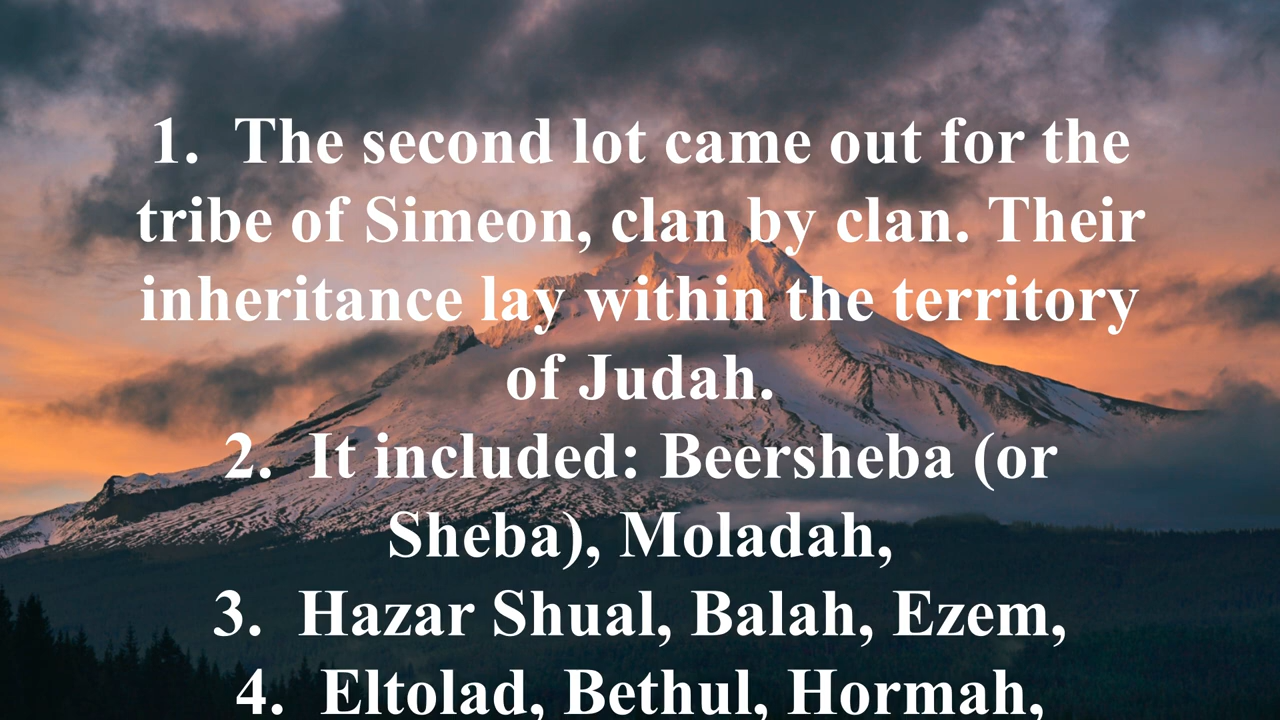 1.  The second lot came out for the
tribe of Simeon, clan by clan. Their
inheritance lay within the territory
of Judah.
2.  It included: Beersheba (or
Sheba), Moladah,
3.  Hazar Shual, Balah, Ezem,
4.  Eltolad, Bethul, Hormah,